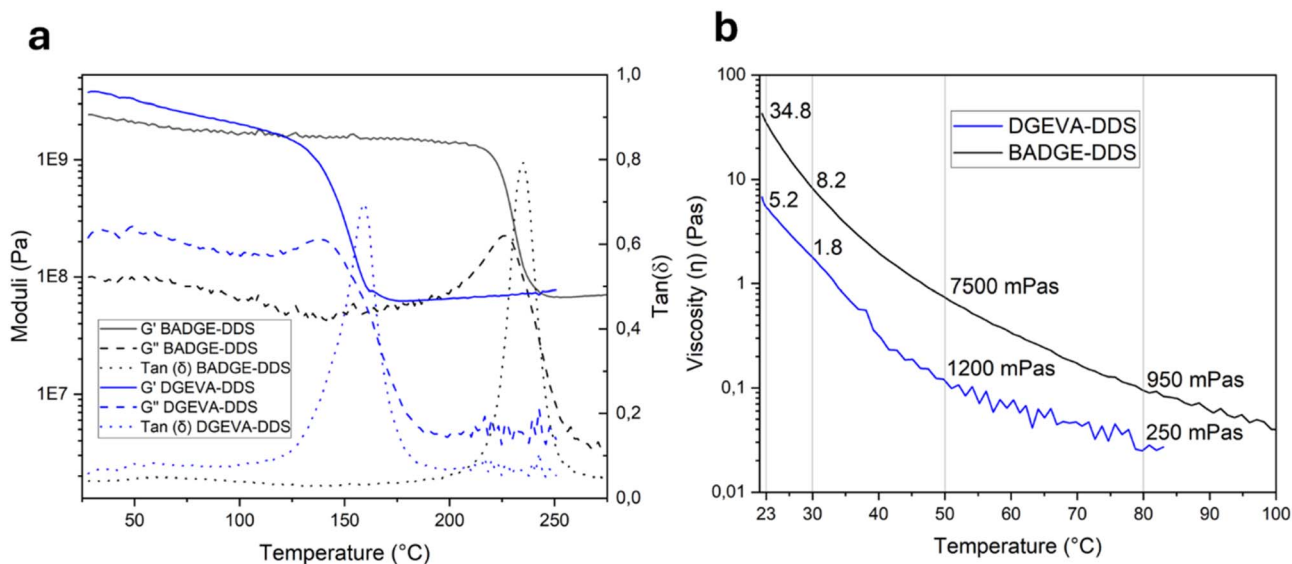 a
Moduli (Pa)
1E9
1E8
1E7
1,0
0,8
0,6
0,4
0,2
0,0
Tan(δ)
G' BADGE-DDS
G" BADGE-DDS
Tan (δ) BADGE-DDS
G' DGEVA-DDS
G" DGEVA-DDS
Tan (δ) DGEVA-DDS
50
100
150
200
250
Temperature (°C)
b
Viscosity (η) (Pas)
100
10
1
0,1
0,01
DGEVA-DDS
BADGE-DDS
34.8
5.2
8.2
1.8
7500 mPas
1200 mPas
950 mPas
250 mPas
23
30
40
50
60
70
80
90
100
Temperature (°C)